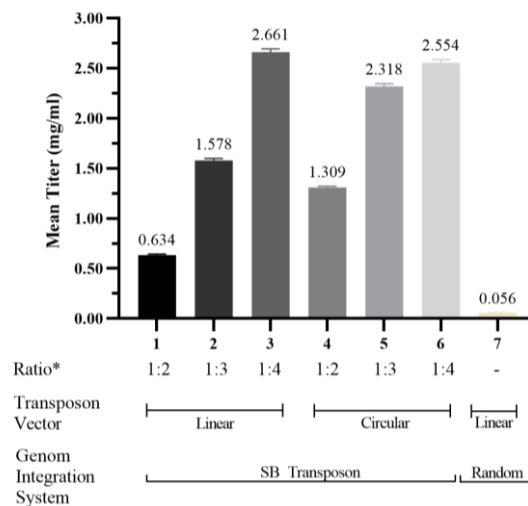 3.00
2.50
2.00
1.50
1.00
0.50
0.00
Mean Titer (mg/ml)
0.634
1.578
2.661
1.309
2.318
2.554
0.056
1 2 3 4 5 6 7
Ratio* 1:2 1:3 1:4 1:2 1:3 1:4 -
Transposon
Vector
Linear Circular Linear
Genom
Integration
System
SB Transposon Random